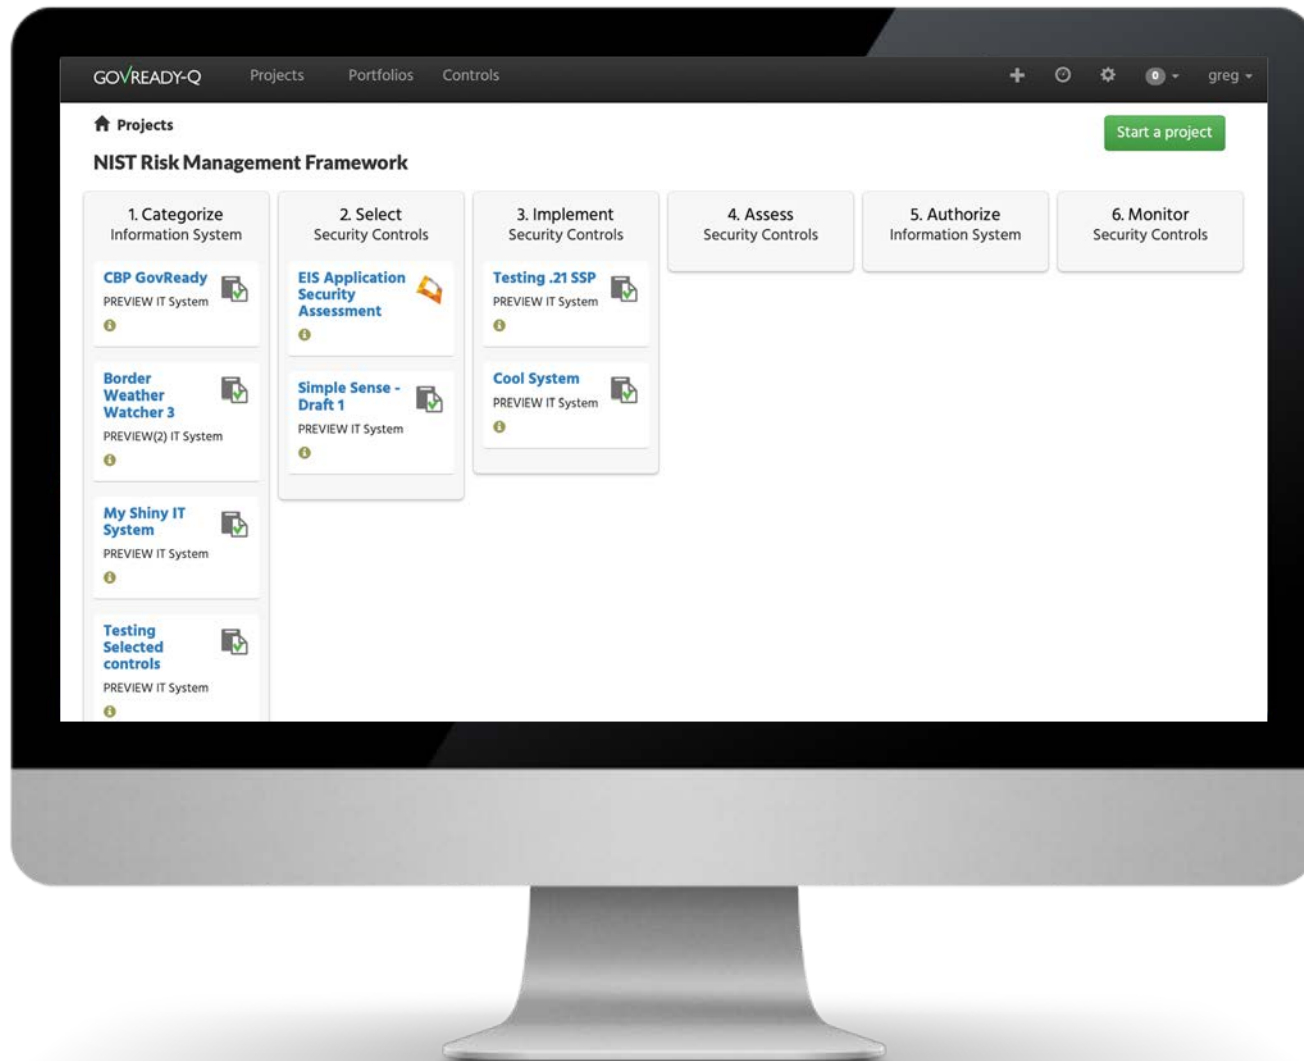 GOVREADY-Q Projects Portfolios Controls 0 greg
Projects
Start a project
NIST Risk Management Framework
1. Categorize
Information System
CBP GovReady
PREVIEW IT System
Border
Weather
Watcher 3
PREVIEW(2) IT System
My Shiny IT
System
PREVIEW IT System
Testing
Selected
controls
PREVIEW IT System
2. Select
Security Controls
EIS Application
Security
Assessment
Simple Sense -
Draft 1
PREVIEW IT System
3. Implement
Security Controls
Testing .21 SSP
PREVIEW IT System
Cool System
PREVIEW IT System
4. Assess
Security Controls
5. Authorize
Information System
6. Monitor
Security Controls